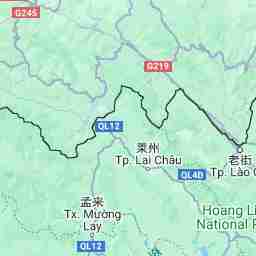 G245
G219
QL12
莱州
Tp. Lai Châu
老街
Tp. Lào C
QL4D
孟来
Tx. Mường
Lay
Hoang Li
National
QL12